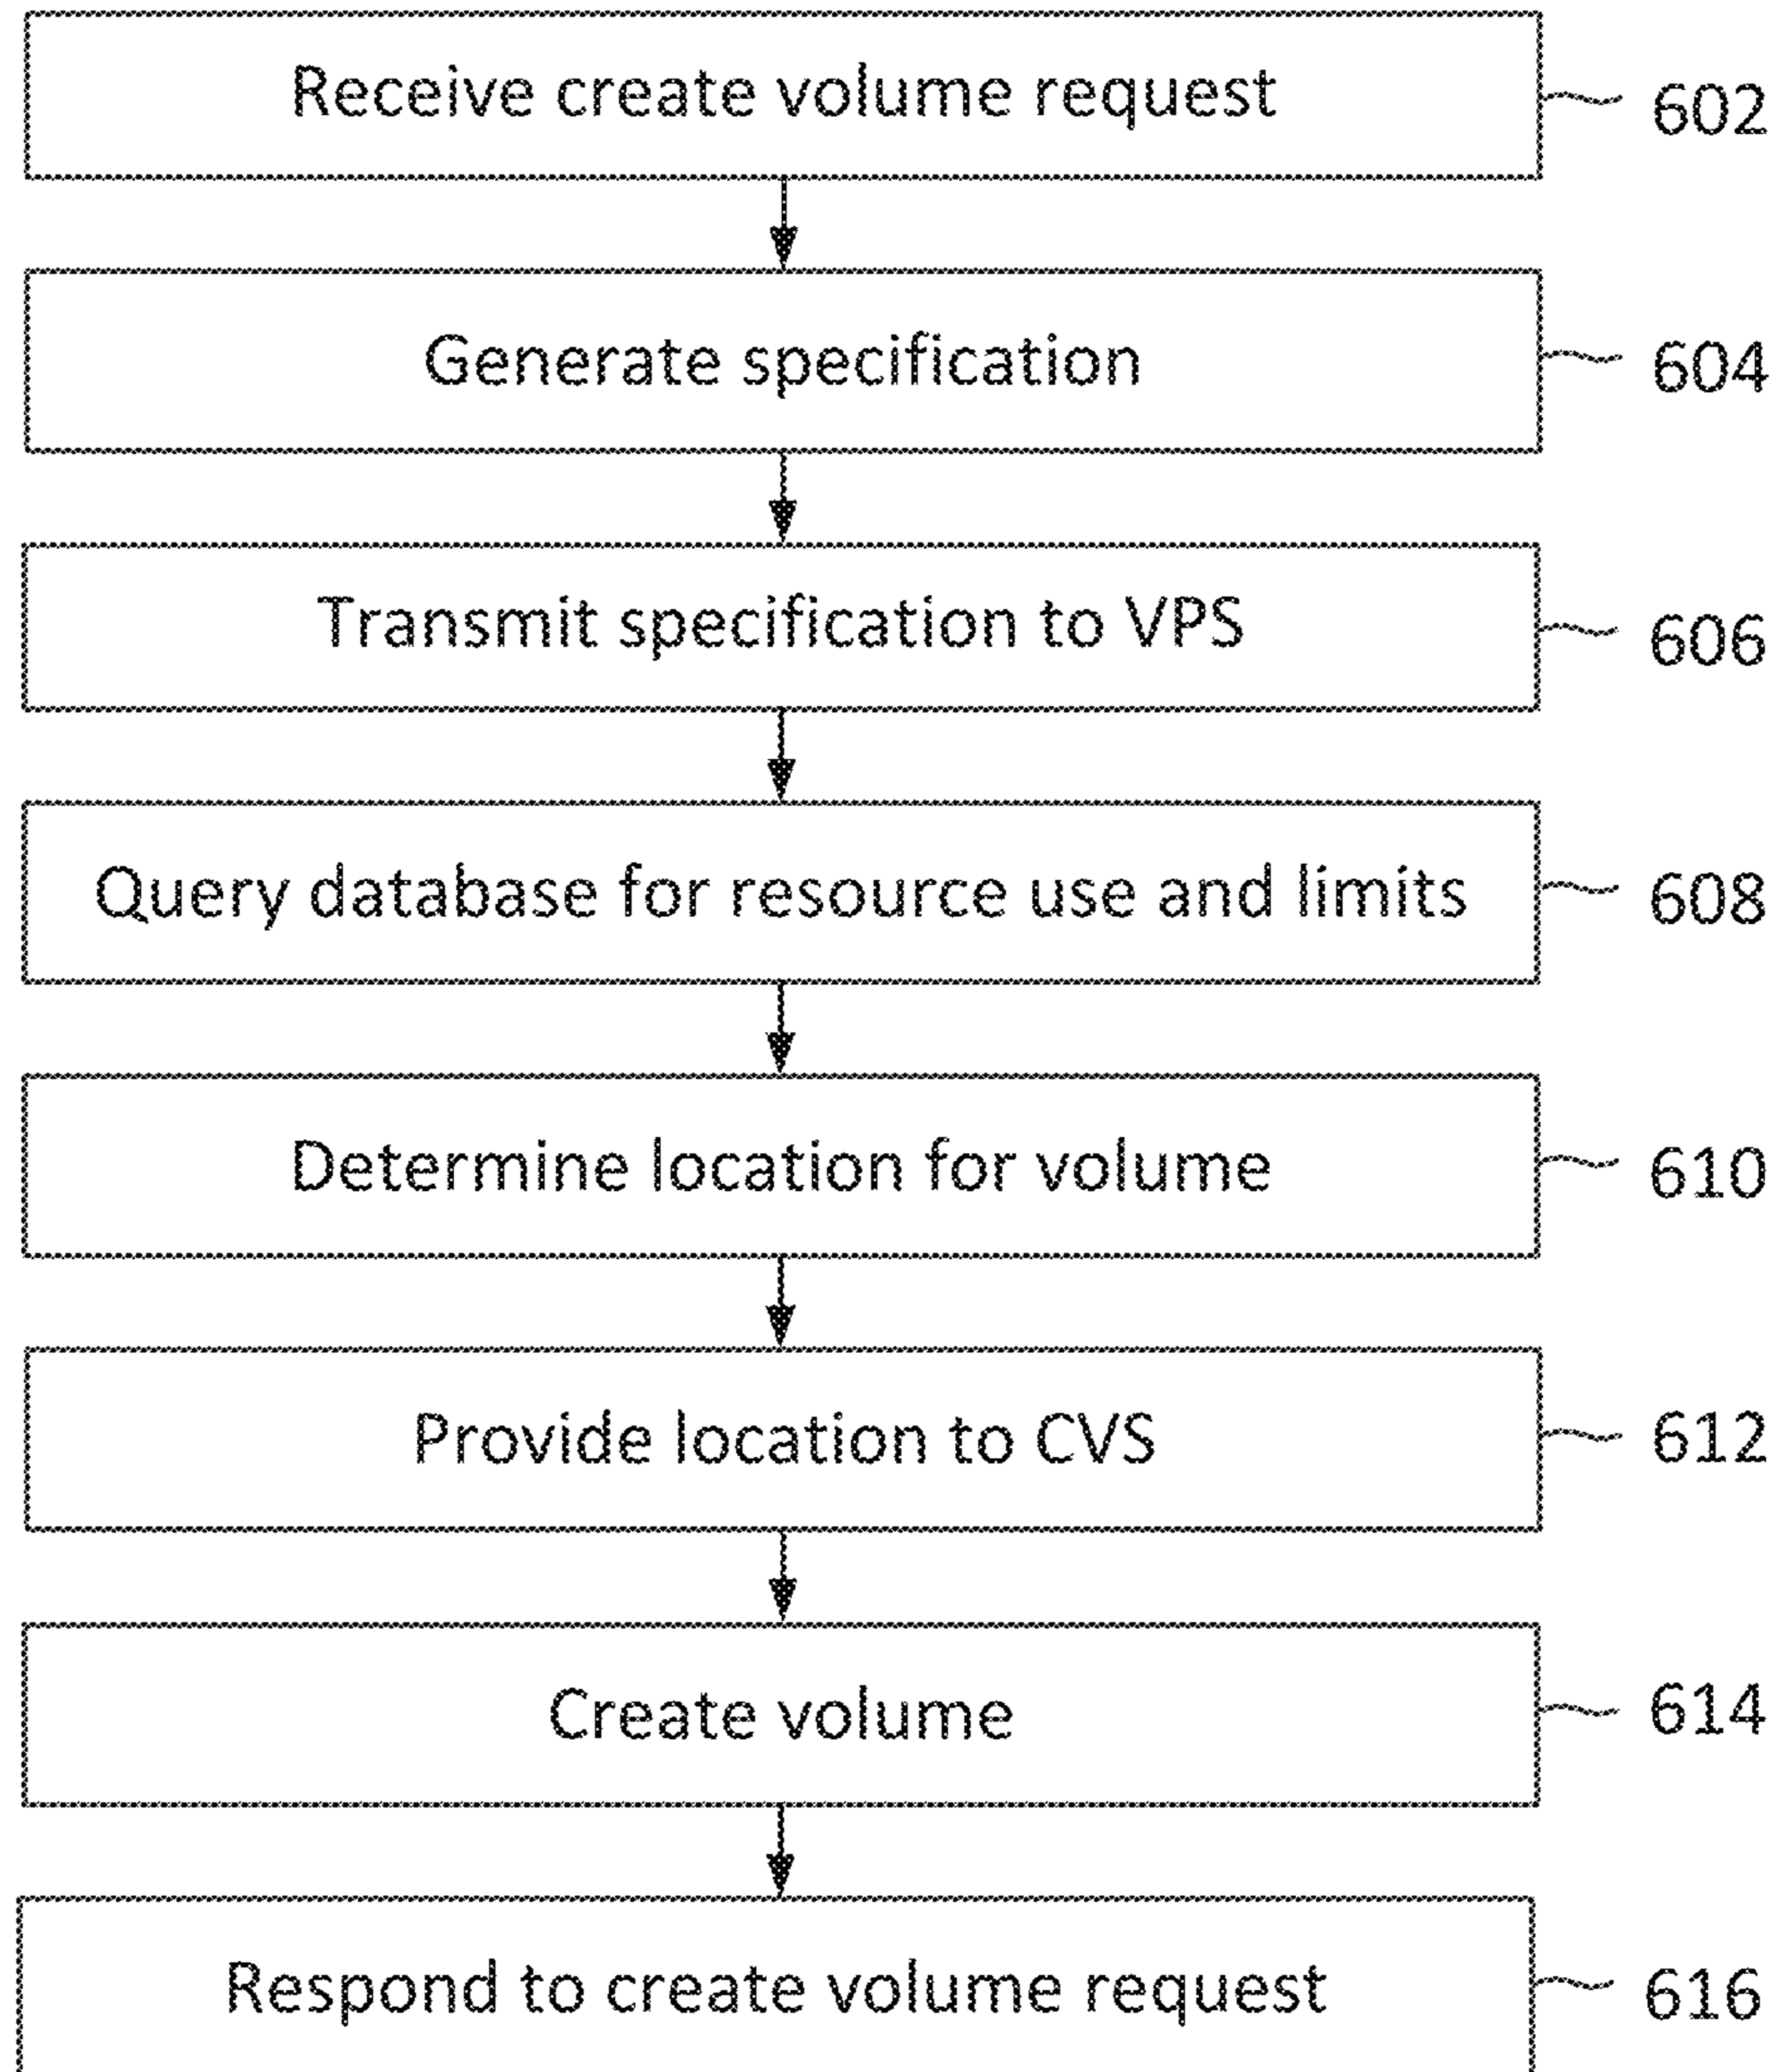 Receive create volume request
602
Generate specification
604
Transmit specification to VPS
606
Query database for resource use and limits
608
Determine location for volume
610
Provide location to CVS
612
Create volume
614
Respond to create volume request
616